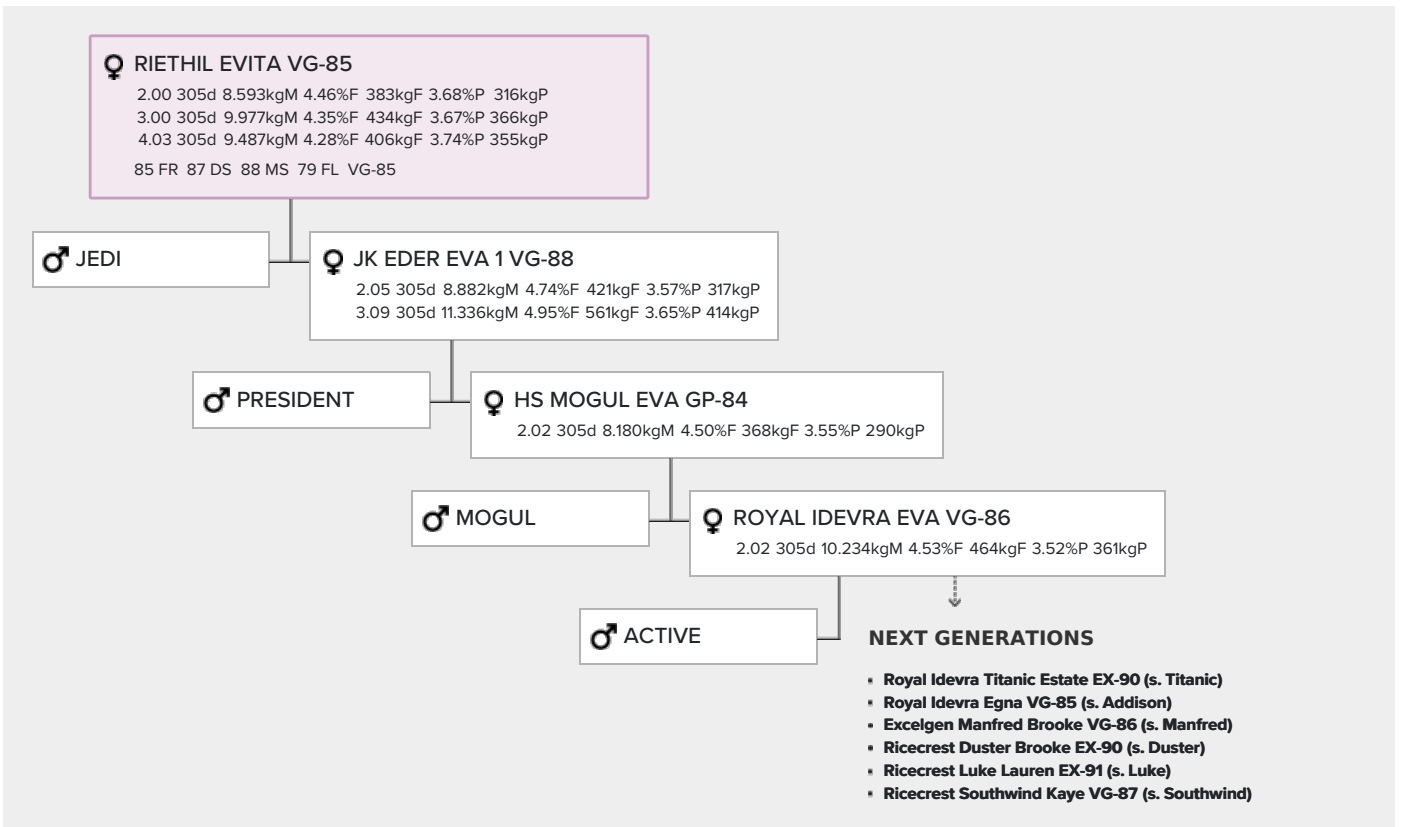 RIETHIL EVITA VG-85
2.00 305d 8.593kgM 4.46%F 383kgF 3.68%P 316kgP
3.00 305d 9.977kgM 4.35%F 434kgF 3.67%P 366kgP
4.03 305d 9.487kgM 4.28%F 406kgF 3.74%P 355kgP
85 FR 87 DS 88 MS 79 FL VG-85
JEDI
JK EDER EVA 1 VG-88
2.05 305d 8.882kgM 4.74%F 421kgF 3.57%P 317kgP
3.09 305d 11.336kgM 4.95%F 561kgF 3.65%P 414kgP
PRESIDENT
HS MOGUL EVA GP-84
2.02 305d 8.180kgM 4.50%F 368kgF 3.55%P 290kgP
MOGUL
ROYAL IDEVRA EVA VG-86
2.02 305d 10.234kgM 4.53%F 464kgF 3.52%P 361kgP
ACTIVE
NEXT GENERATIONS
Royal Idevra Titanic Estate EX-90 (s. Titanic)
Royal Idevra Egna VG-85 (s. Addison)
Excelgen Manfred Brooke VG-86 (s. Manfred)
Ricecrest Duster Brooke EX-90 (s. Duster)
Ricecrest Luke Lauren EX-91 (s. Luke)
Ricecrest Southwind Kaye VG-87 (s. Southwind)